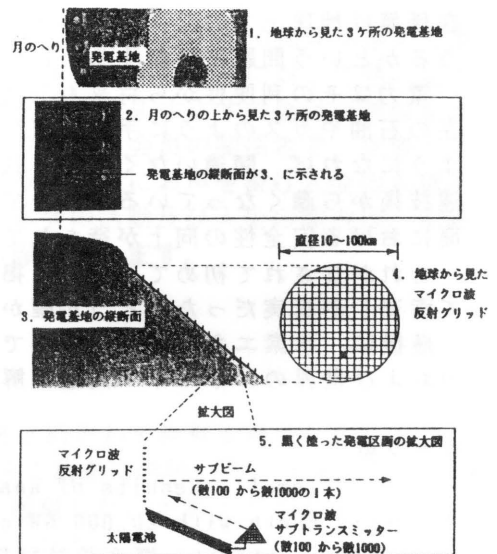 月のへり
発電基地
1. 地球から見た3ケ所の発電基地
2. 月のへりの上から見た3ケ所の発電基地
発電基地の縦断面が3. に示される
直径10~100km
3. 発電基地の縦断面
4. 地球から見た
マイクロ波
反射グリッド
拡大図
5. 黒く塗った発電区画の拡大図
マイクロ波
反射グリッド
サブビーム
(数100 から数1000の1本)
マイクロ波
サブトランスミッター
(数100 から数1000)
太陽電池